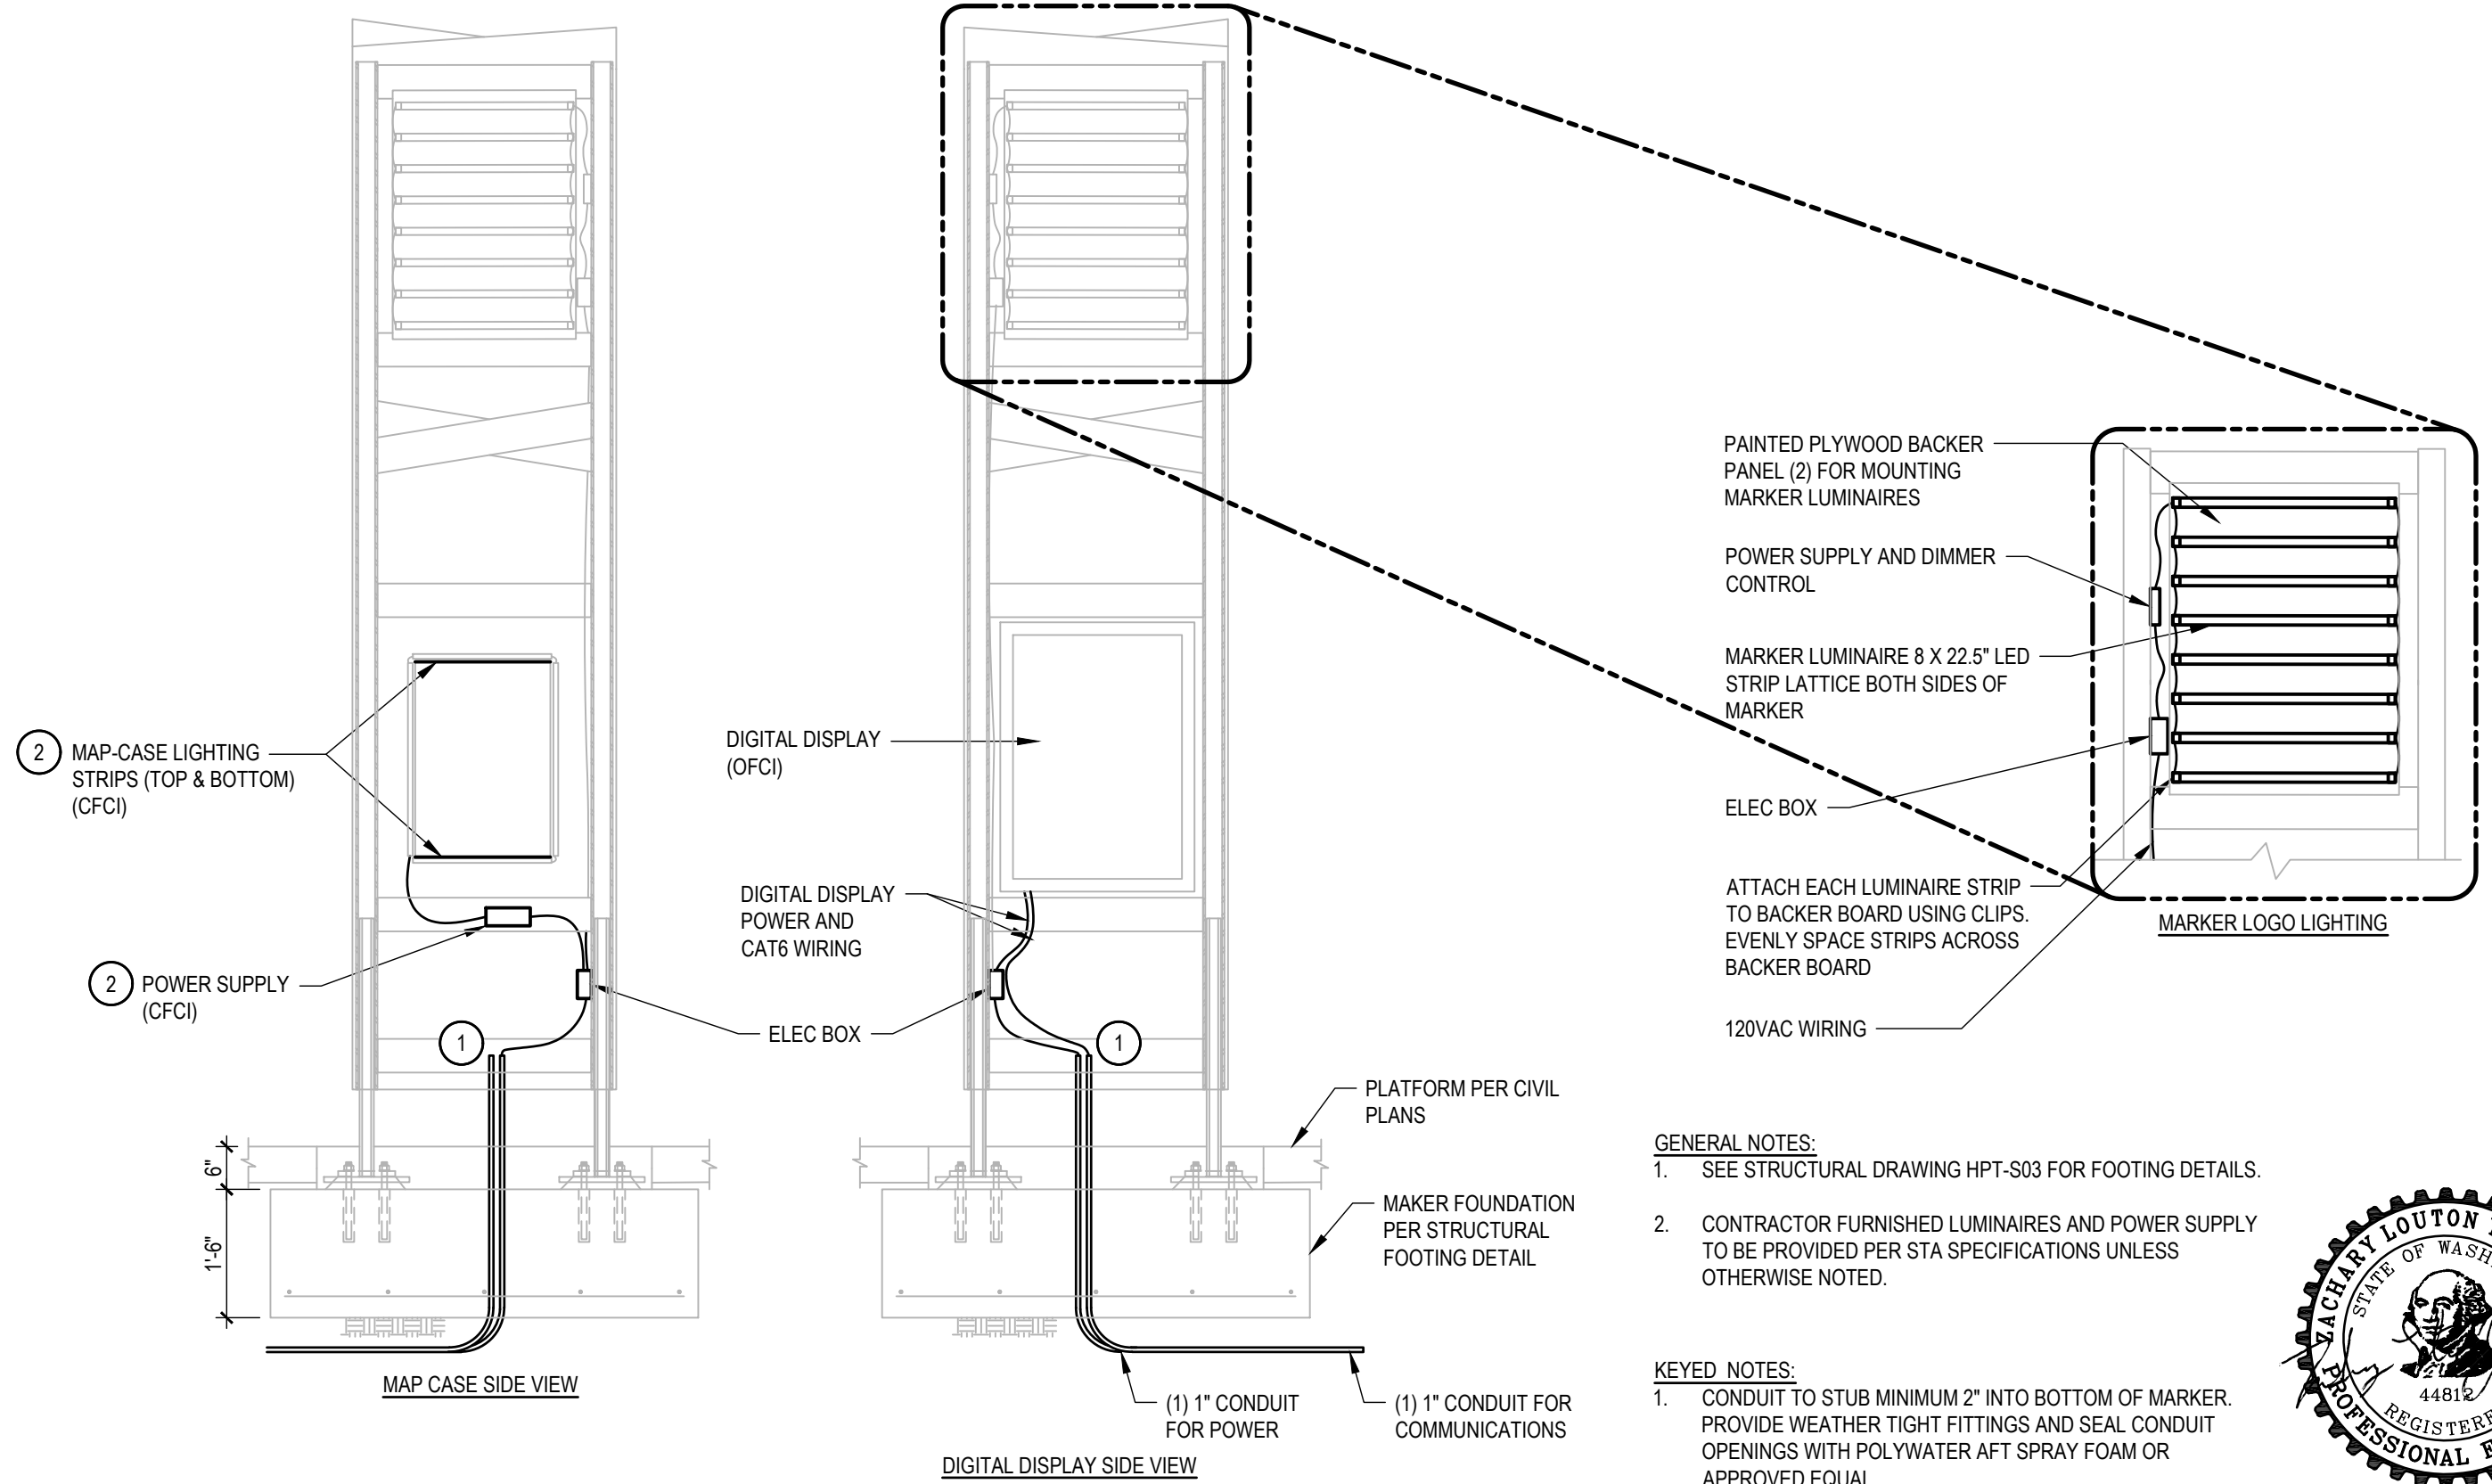 2
MAP-CASE LIGHTING
STRIPS (TOP & BOTTOM)
(CFCI)
2
POWER SUPPLY
(CFCI)
1
6"
1'-6"
MAP CASE SIDE VIEW
DIGITAL DISPLAY
(OFCI)
DIGITAL DISPLAY
POWER AND
CAT6 WIRING
ELEC BOX
1
PLATFORM PER CIVIL
PLANS
MAKER FOUNDATION
PER STRUCTURAL
FOOTING DETAIL
(1) 1" CONDUIT
FOR POWER
(1) 1" CONDUIT FOR
COMMUNICATIONS
DIGITAL DISPLAY SIDE VIEW
PAINTED PLYWOOD BACKER
PANEL (2) FOR MOUNTING
MARKER LUMINAIRES
POWER SUPPLY AND DIMMER
CONTROL
MARKER LUMINAIRE 8 X 22.5" LED
STRIP LATTICE BOTH SIDES OF
MARKER
ELEC BOX
ATTACH EACH LUMINAIRE STRIP
TO BACKER BOARD USING CLIPS.
EVENLY SPACE STRIPS ACROSS
BACKER BOARD
120VAC WIRING
MARKER LOGO LIGHTING
GENERAL NOTES:
1. SEE STRUCTURAL DRAWING HPT-S03 FOR FOOTING DETAILS.
2. CONTRACTOR FURNISHED LUMINAIRES AND POWER SUPPLY
TO BE PROVIDED PER STA SPECIFICATIONS UNLESS
OTHERWISE NOTED.
KEYED NOTES:
1. CONDUIT TO STUB MINIMUM 2" INTO BOTTOM OF MARKER.
PROVIDE WEATHER TIGHT FITTINGS AND SEAL CONDUIT
OPENINGS WITH POLYWATER AFT SPRAY FOAM OR
APPROVED EQUAL
ZACHARY LOUTON
STATE OF WASH
44812
REGISTERE
PROFESSIONAL E